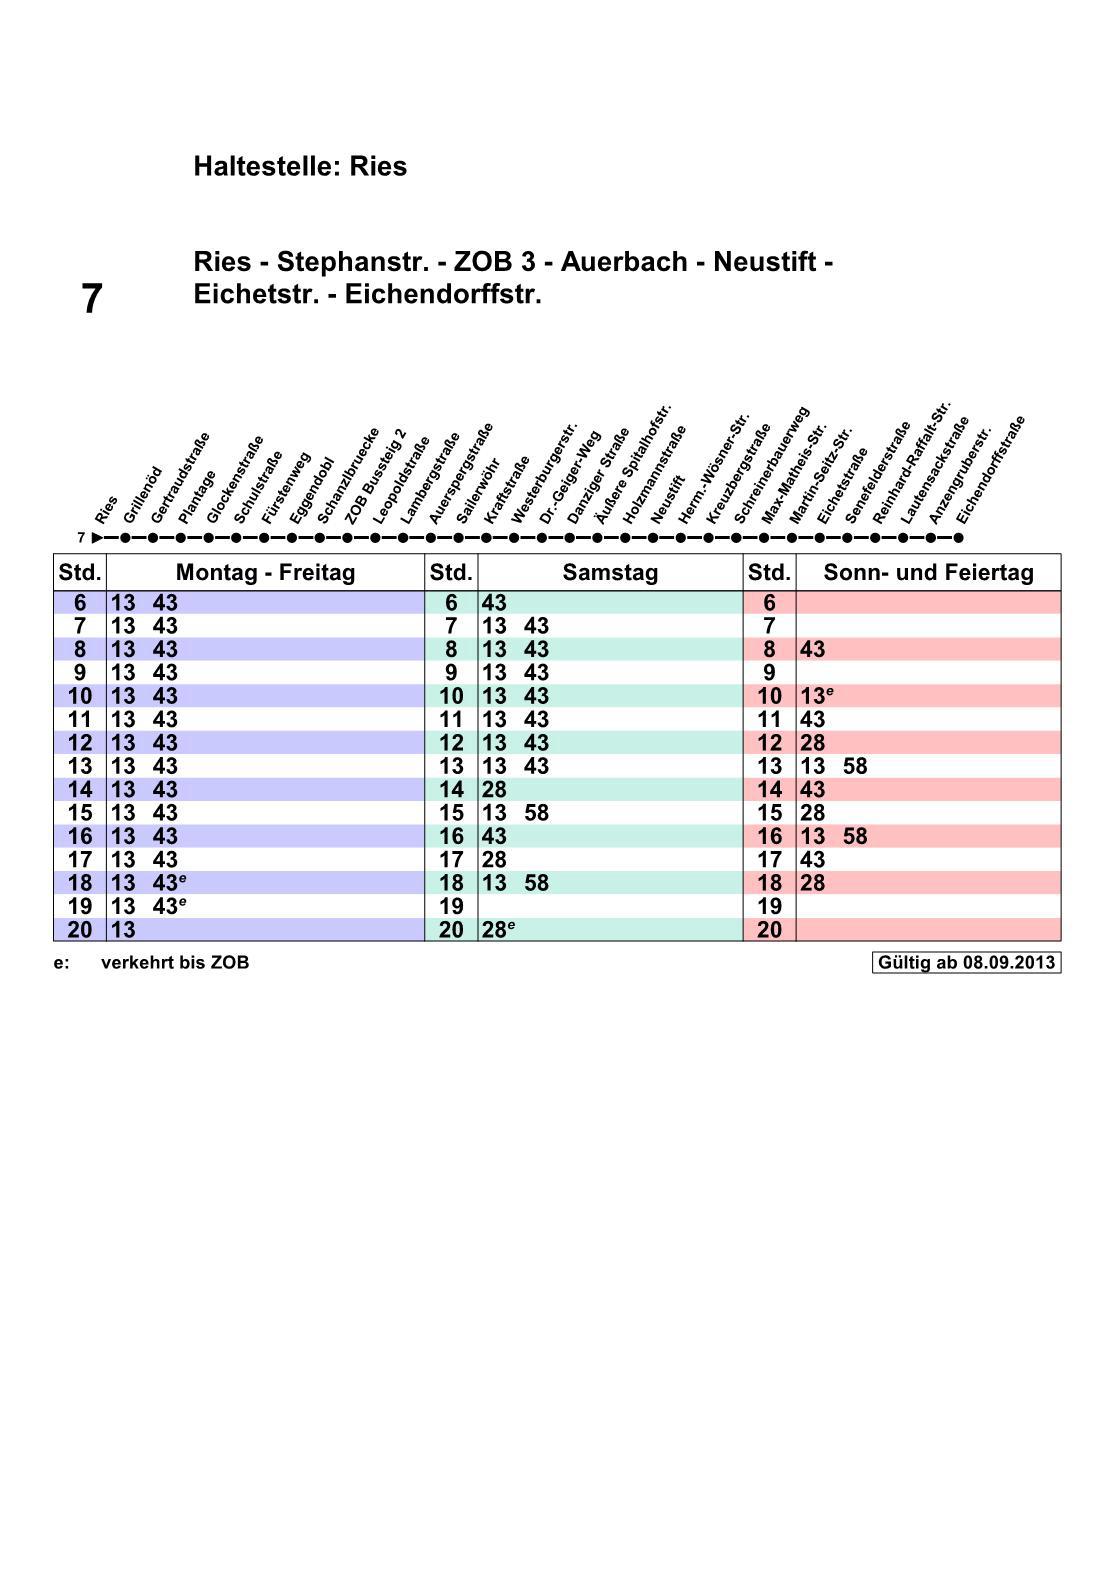 Haltestelle: Ries
Ries - Stephanstr. - ZOB 3 - Auerbach - Neustift -
7
Eichetstr. - Eichendorffstr.
Ries
Grillenöd
Gertraudstraße
Plantage
Glockenstraße
Schulstraße
Fürstenweg
Eggendobl
Schanzlbruecke
ZOB Bussteig 2
Leopoldstraße
Lambergstraße
Auerspergstraße
Sailerwöhr
Kraftstraße
Westerburgerstr.
Dr.-Geiger-Weg
Danziger Straße
Äußere Spitalhofstr.
Holzmannstraße
Neustift
Herm.-Wösner-Str.
Kreuzbergstraße
Schreinerbauerweg
Max-Matheis-Str.
Martin-Seitz-Str.
Eichetstraße
Senefelderstraße
Reinhard-Raffalt-Str.
Lautensackstraße
Anzengruberstr.
Eichendorffstraße
7
Std. Montag - Freitag Std. Samstag Std. Sonn- und Feiertag
6 13 43 6 43 6
7 13 43 7 13 43 7
8 13 43 8 13 43 8 43
9 13 43 9 13 43 9
10 13 43 10 13 43 10 13e
11 13 43 11 13 43 11 43
12 13 43 12 13 43 12 28
13 13 43 13 13 43 13 13 58
14 13 43 14 28 14 43
15 13 43 15 13 58 15 28
16 13 43 16 43 16 13 58
17 13 43 17 28 17 43
18 13 43e 18 13 58 18 28
19 13 43e 19 19
20 13 20 28e 20
e: verkehrt bis ZOB Gültig ab 08.09.2013